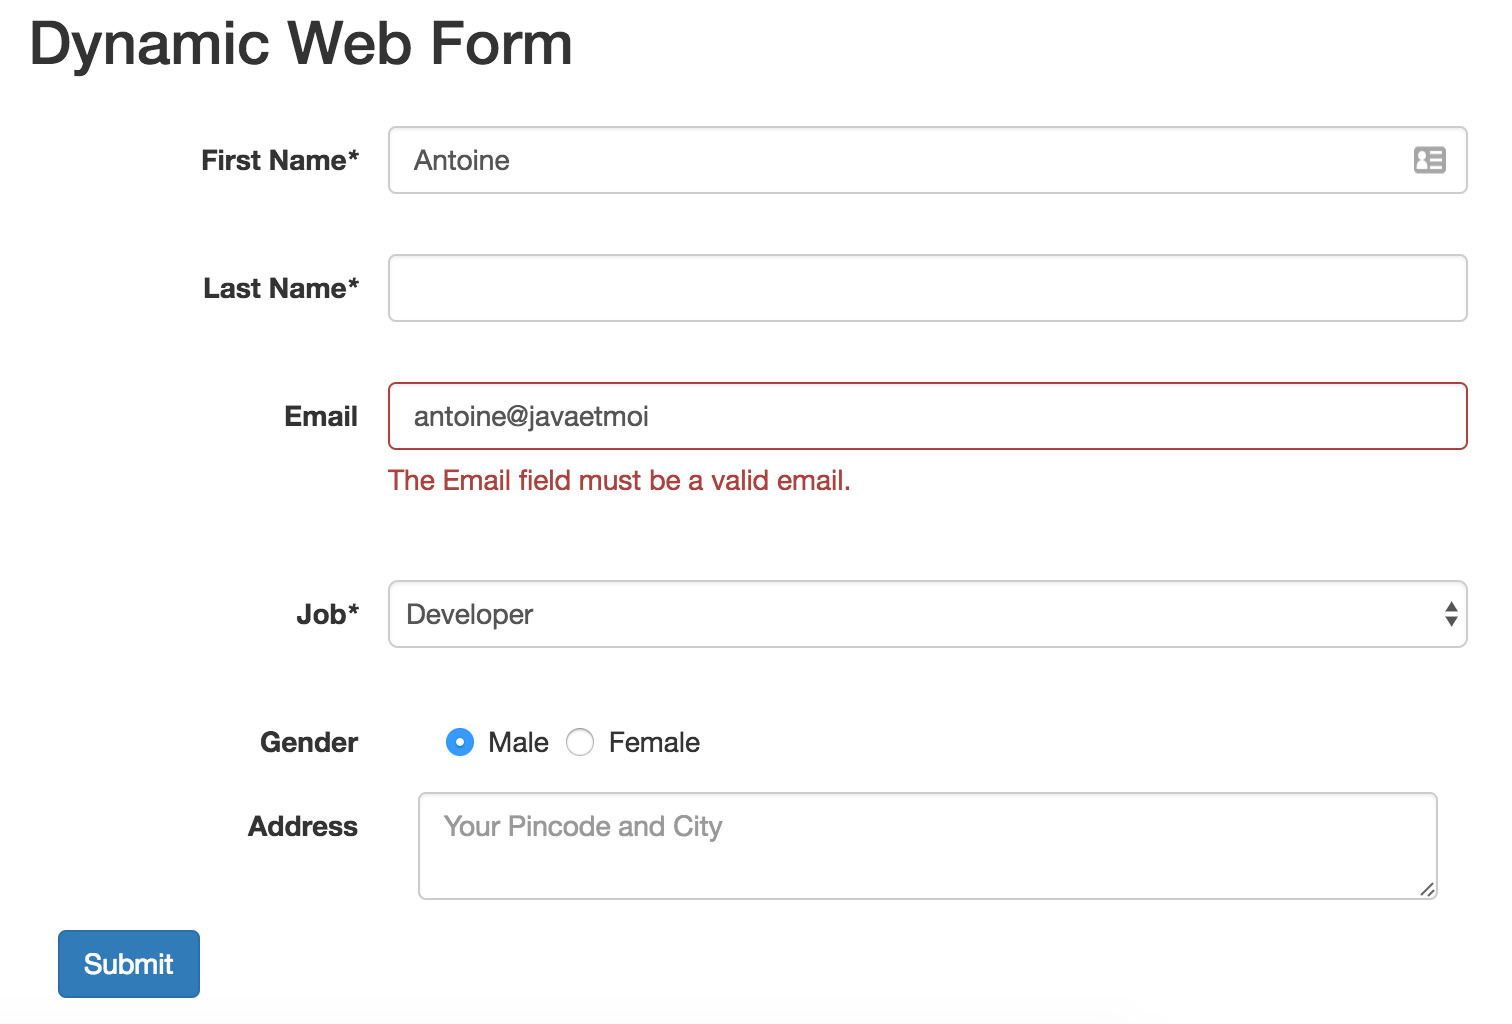 Dynamic Web Form
First Name* Antoine
Last Name*
Email antoine@javaetmoi
The Email field must be a valid email.
Job* Developer
Gender Male Female
Address Your Pincode and City
Submit